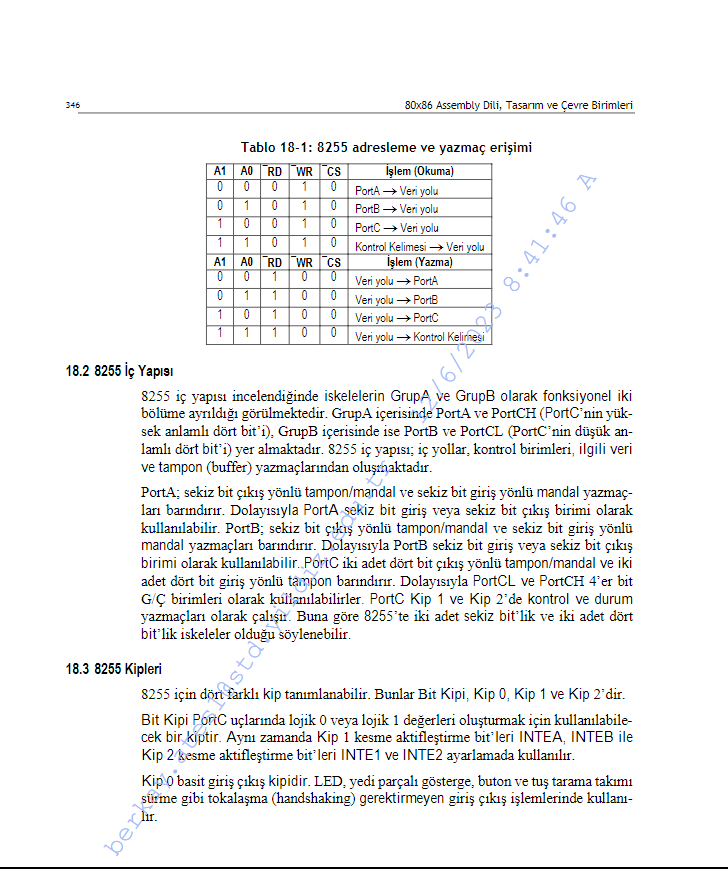 346
80x86 Assembly Dili, Tasarım ve Çevre Birimleri
Tablo 18-1: 8255 adresleme ve yazmaç erişimi
A1 A0 ¯RD ¯WR ¯CS İşlem (Okuma)
0 0 0 1 0 PortA → Veri yolu
0 1 0 1 0 PortB → Veri yolu
1 0 0 1 0 PortC → Veri yolu
1 1 0 1 0 Kontrol Kelimesi → Veri yolu
A1 A0 ¯RD ¯WR ¯CS İşlem (Yazma)
0 0 1 0 0 Veri yolu → PortA
0 1 1 0 0 Veri yolu → PortB
1 0 1 0 0 Veri yolu → PortC
1 1 1 0 0 Veri yolu → Kontrol Kelimesi
18.2 8255 İç Yapısı
8255 iç yapısı incelendiğinde iskelelerin GrupA ve GrupB olarak fonksiyonel iki
bölüme ayrıldığı görülmektedir. GrupA içerisinde PortA ve PortCH (PortC'nin yük-
sek anlamlı dört bit'i), GrupB içerisinde ise PortB ve PortCL (PortC'nin düşük an-
lamlı dört bit'i) yer almaktadır. 8255 iç yapısı; iç yollar, kontrol birimleri, ilgili veri
ve tampon (buffer) yazmaçlarından oluşmaktadır.
PortA; sekiz bit çıkış yönlü tampon/mandal ve sekiz bit giriş yönlü mandal yazmaç-
ları barındırır. Dolayısıyla PortA sekiz bit giriş veya sekiz bit çıkış birimi olarak
kullanılabilir. PortB; sekiz bit çıkış yönlü tampon/mandal ve sekiz bit giriş yönlü
mandal yazmaçları barındırır. Dolayısıyla PortB sekiz bit giriş veya sekiz bit çıkış
birimi olarak kullanılabilir. PortC iki adet dört bit çıkış yönlü tampon/mandal ve iki
adet dört bit giriş yönlü tampon barındırır. Dolayısıyla PortCL ve PortCH 4'er bit
G/Ç birimleri olarak kullanılabilirler. PortC Kip 1 ve Kip 2'de kontrol ve durum
yazmaçları olarak çalışır. Buna göre 8255'te iki adet sekiz bit'lik ve iki adet dört
bit'lik iskeleler olduğu söylenebilir.
18.3 8255 Kipleri
8255 için dört farklı kip tanımlanabilir. Bunlar Bit Kipi, Kip 0, Kip 1 ve Kip 2'dir.
Bit Kipi PortC uçlarında lojik 0 veya lojik 1 değerleri oluşturmak için kullanılabile-
cek bir kiptir. Aynı zamanda Kip 1 kesme aktifleştirme bit'leri INTEA, INTEB ile
Kip 2 kesme aktifleştirme bit'leri INTE1 ve INTE2 ayarlamada kullanılır.
Kip 0 basit giriş çıkış kipidir. LED, yedi parçalı gösterge, buton ve tuş tarama takımı
sürme gibi tokalaşma (handshaking) gerektirmeyen giriş çıkış işlemlerinde kullanı-
lır.